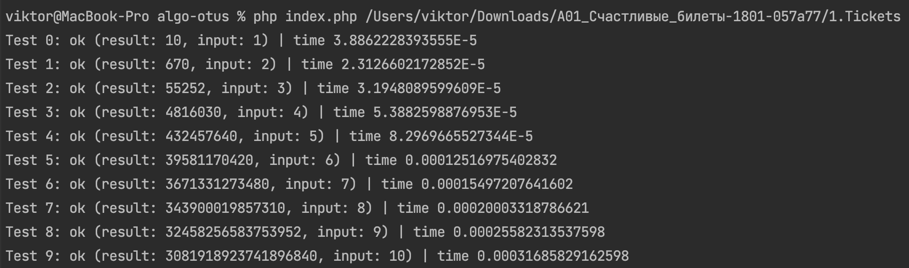 viktor@MacBook-Pro algo-otus % php index.php /Users/viktor/Downloads/A01_Счастливые_билеты-1801-057a77/1.Tickets
Test 0: ok (result: 10, input: 1) | time 3.8862228393555E-5
Test 1: ok (result: 670, input: 2) | time 2.3126602172852E-5
Test 2: ok (result: 55252, input: 3) | time 3.1948089599609E-5
Test 3: ok (result: 4816030, input: 4) | time 5.3882598876953E-5
Test 4: ok (result: 432457640, input: 5) | time 8.2969665527344E-5
Test 5: ok (result: 39581170420, input: 6) | time 0.00012516975402832
Test 6: ok (result: 3671331273480, input: 7) | time 0.00015497207641602
Test 7: ok (result: 343900019857310, input: 8) | time 0.00020003318786621
Test 8: ok (result: 32458256583753952, input: 9) | time 0.00025582313537598
Test 9: ok (result: 3081918923741896840, input: 10) | time 0.00031685829162598